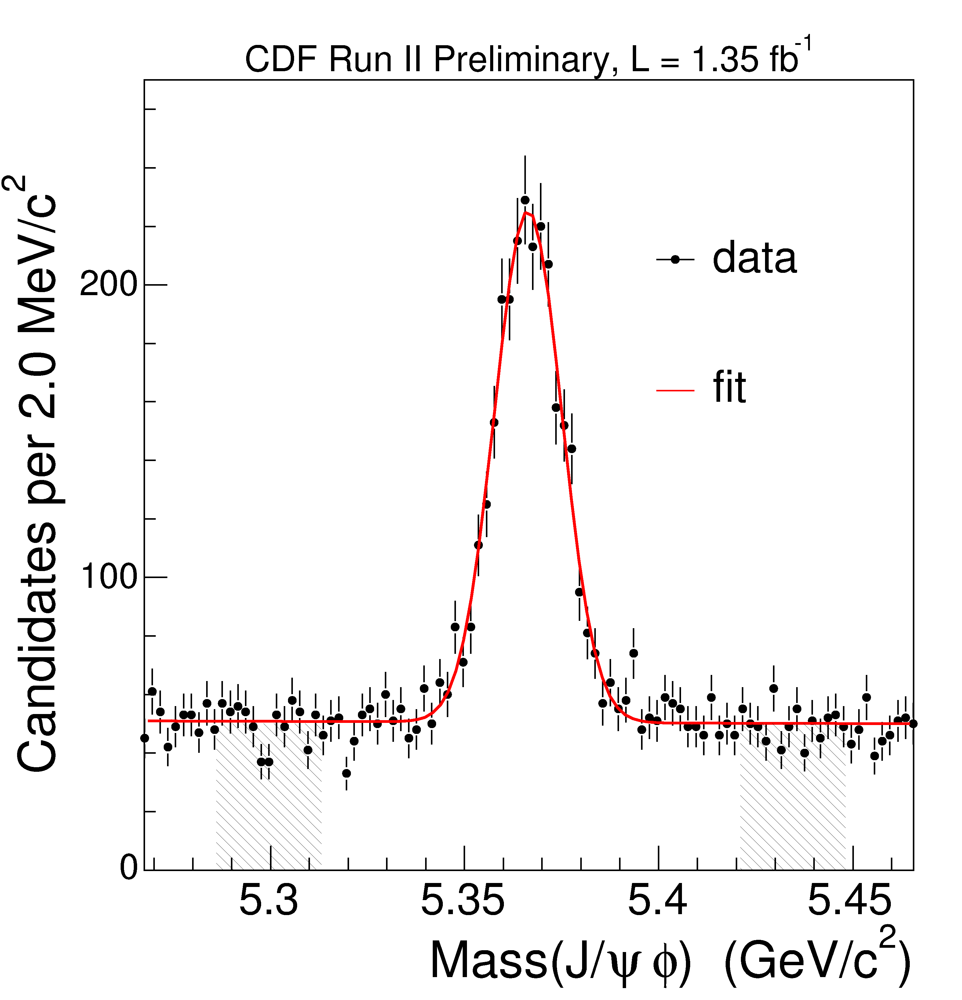 CDF Run II Preliminary, L = 1.35 fb⁻¹
Candidates per 2.0 MeV/c²
200
100
0
data
fit
5.3 5.35 5.4 5.45
Mass(J/ψ φ) (GeV/c²)